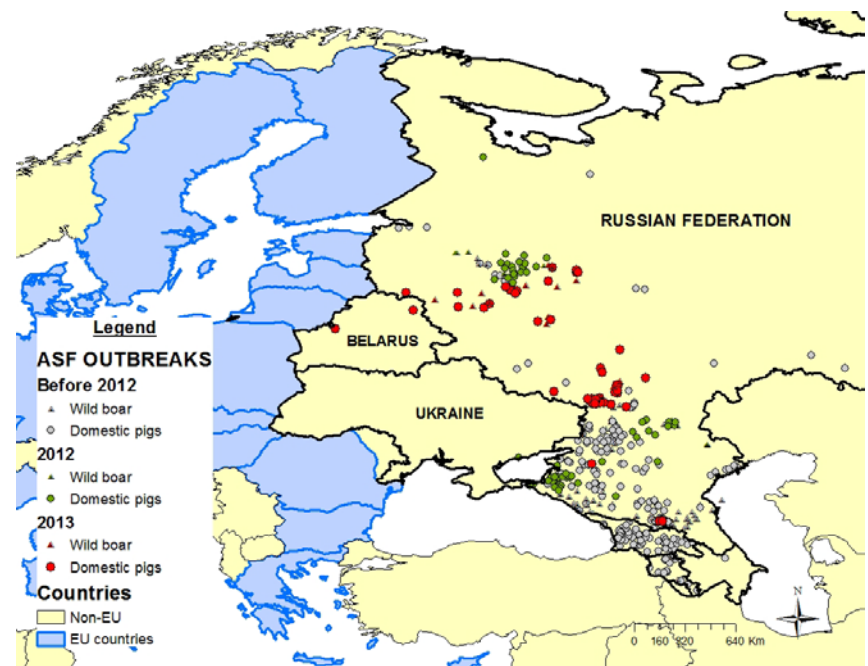 RUSSIAN FEDERATION
BELARUS
UKRAINE
Legend
ASF OUTBREAKS
Before 2012
Wild boar
Domestic pigs
2012
Wild boar
Domestic pigs
2013
Wild boar
Domestic pigs
Countries
Non-EU
EU countries
N
0 160 320 640 Km